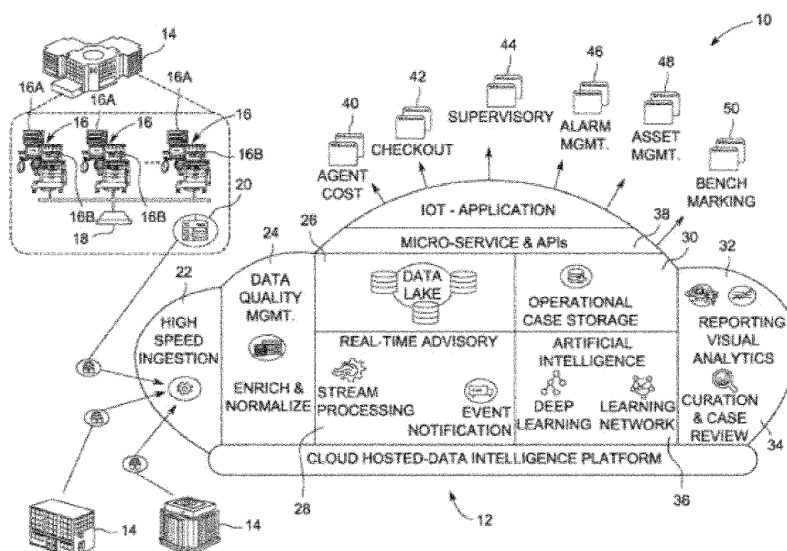 10
14
44
46
48
16A
16A
16A
42
16
16
16
40
SUPERVISORY
ALARM
MGMT.
ASSET
MGMT.
50
CHECKOUT
AGENT
COST
BENCH
MARKING
16B
16B
16B
18
20
IOT - APPLICATION
MICRO-SERVICE & APIs
38
30
26
24
22
32
DATA
QUALITY
MGMT.
ENRICH &
NORMALIZE
HIGH
SPEED
INGESTION
DATA
LAKE
OPERATIONAL
CASE STORAGE
REAL-TIME ADVISORY
STREAM
PROCESSING
EVENT
NOTIFICATION
ARTIFICIAL
INTELLIGENCE
DEEP
LEARNING
LEARNING
NETWORK
REPORTING
VISUAL
ANALYTICS
CURATION
& CASE
REVIEW
34
CLOUD HOSTED-DATA INTELLIGENCE PLATFORM
28
36
12
14
14